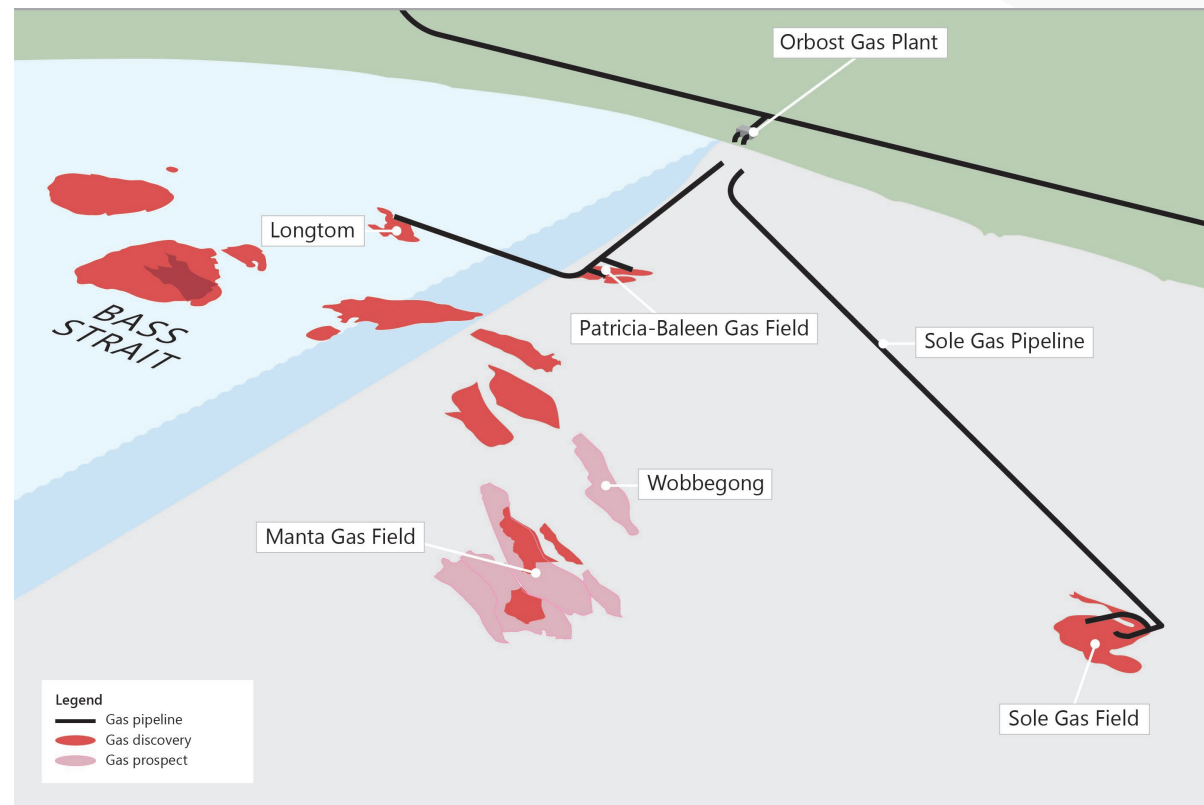 Orbost Gas Plant
Longtom
BASS
STRAIT
Patricia-Baleen Gas Field
Sole Gas Pipeline
Wobbegong
Manta Gas Field
Sole Gas Field
Legend
Gas pipeline
Gas discovery
Gas prospect